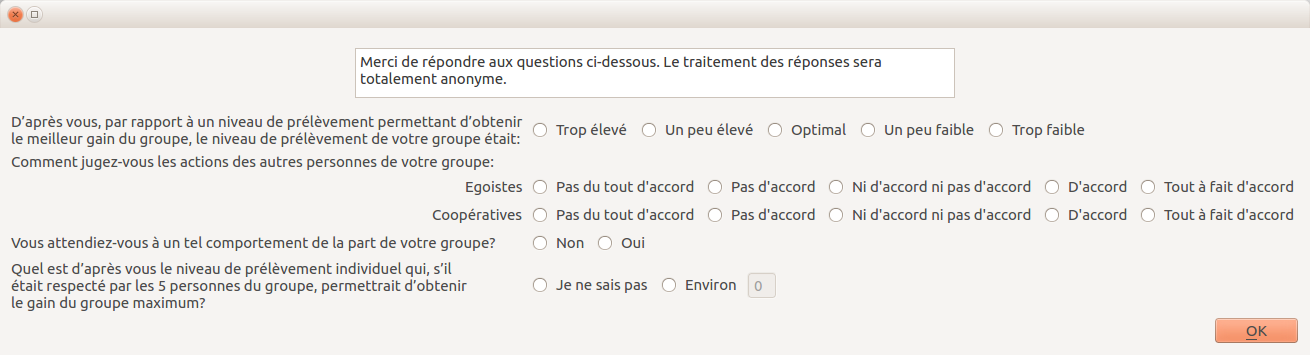 Merci de répondre aux questions ci-dessous. Le traitement des réponses sera
totalement anonyme.
D'après vous, par rapport à un niveau de prélèvement permettant d'obtenir
le meilleur gain du groupe, le niveau de prélèvement de votre groupe était:
Trop élevé Un peu élevé Optimal Un peu faible Trop faible
Comment jugez-vous les actions des autres personnes de votre groupe:
Egoistes Pas du tout d'accord Pas d'accord Ni d'accord ni pas d'accord D'accord Tout à fait d'accord
Coopératives Pas du tout d'accord Pas d'accord Ni d'accord ni pas d'accord D'accord Tout à fait d'accord
Vous attendiez-vous à un tel comportement de la part de votre groupe? Non Oui
Quel est d'après vous le niveau de prélèvement individuel qui, s'il
était respecté par les 5 personnes du groupe, permettrait d'obtenir
le gain du groupe maximum?
Je ne sais pas Environ 0
OK